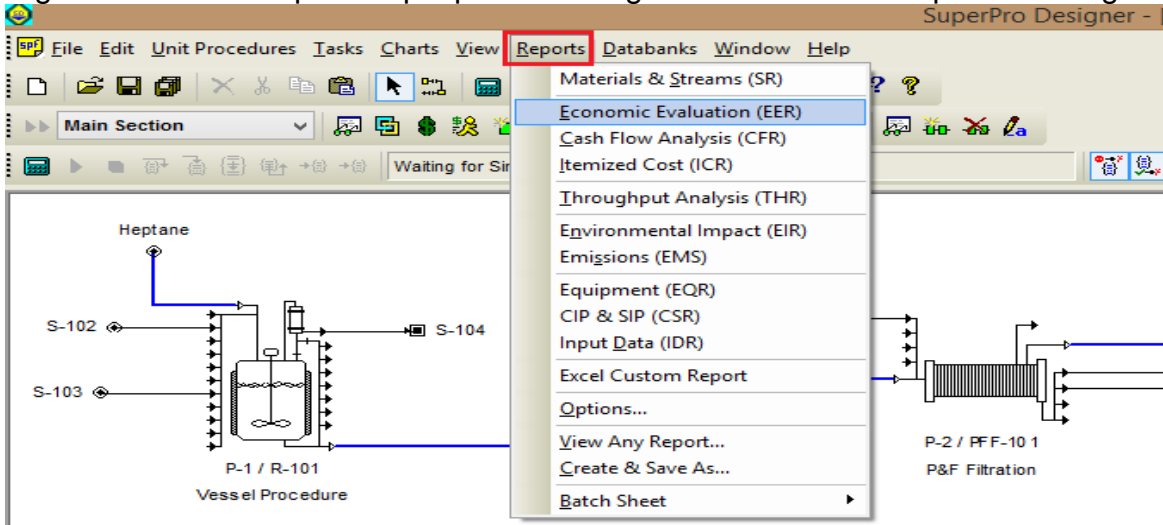 SuperPro Designer - [
File Edit Unit Procedures Tasks Charts View Reports Databanks Window Help
Main Section
Waiting for Sir
Materials & Streams (SR)
Economic Evaluation (EER)
Cash Flow Analysis (CFR)
Itemized Cost (ICR)
Throughput Analysis (THR)
Environmental Impact (EIR)
Emissions (EMS)
Equipment (EQR)
CIP & SIP (CSR)
Input Data (IDR)
Excel Custom Report
Options...
View Any Report...
Create & Save As...
Batch Sheet
Heptane
S-102
S-104
S-103
P-1 / R-101
Vessel Procedure
P-2 / PFF-101
P&F Filtration